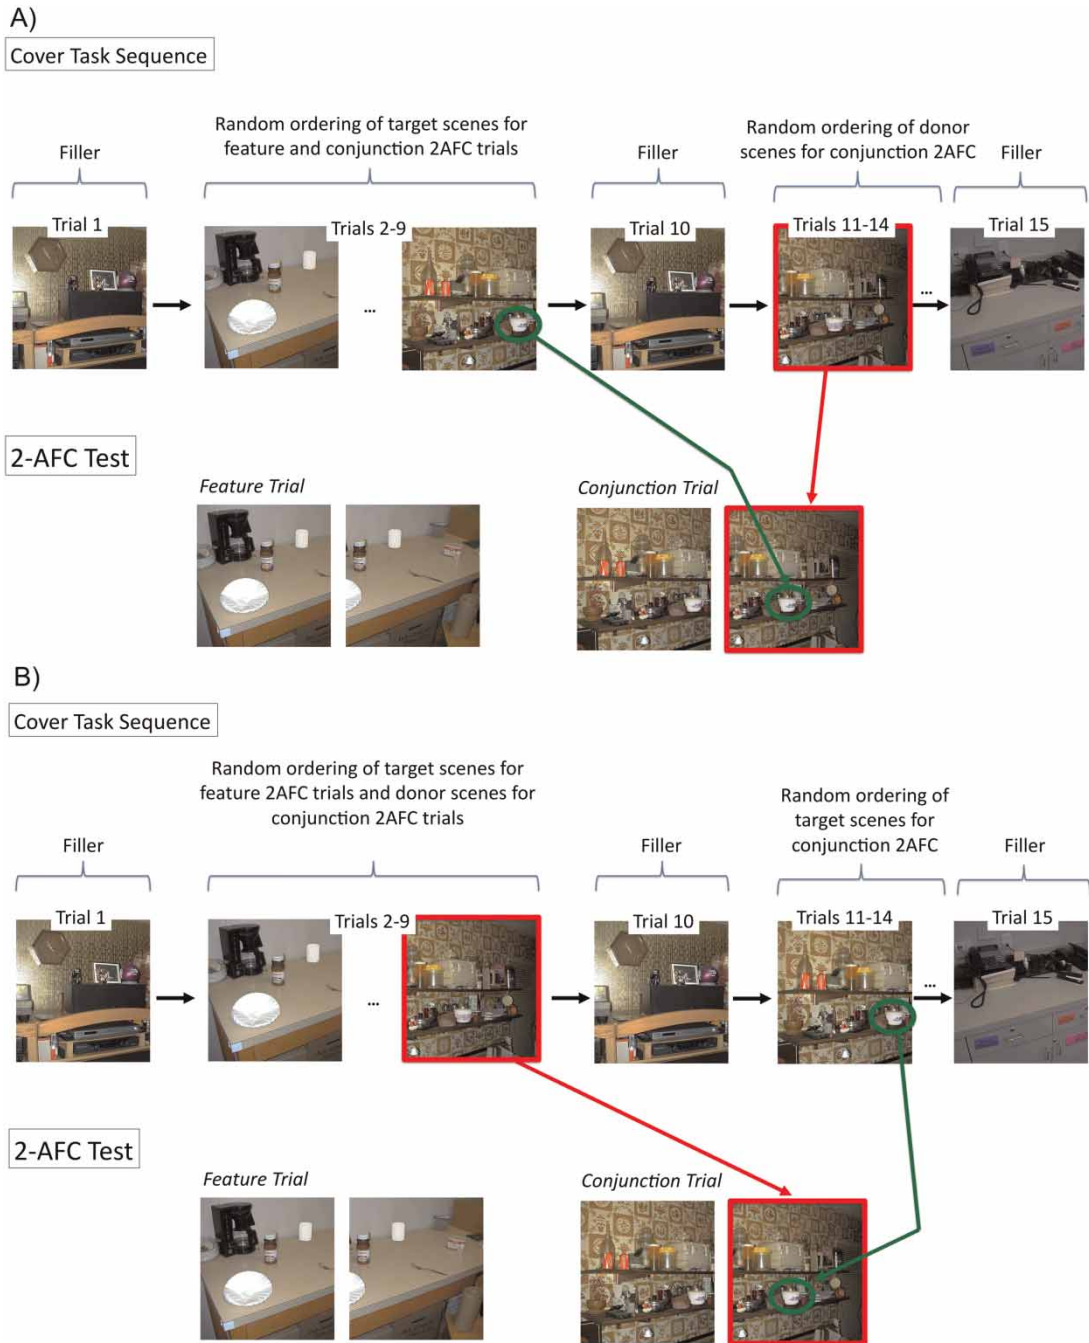 A)
Cover Task Sequence
Random ordering of target scenes for
feature and conjunction 2AFC trials
Random ordering of donor
scenes for conjunction 2AFC
Filler
Filler
Filler
Trial 1
Trials 2-9
Trial 10
Trials 11-14
Trial 15
...
...
2-AFC Test
Feature Trial
Conjunction Trial
B)
Cover Task Sequence
Random ordering of target scenes for
feature 2AFC trials and donor scenes for
conjunction 2AFC trials
Random ordering of
target scenes for
conjunction 2AFC
Filler
Filler
Filler
Trial 1
Trials 2-9
Trial 10
Trials 11-14
Trial 15
...
...
2-AFC Test
Feature Trial
Conjunction Trial